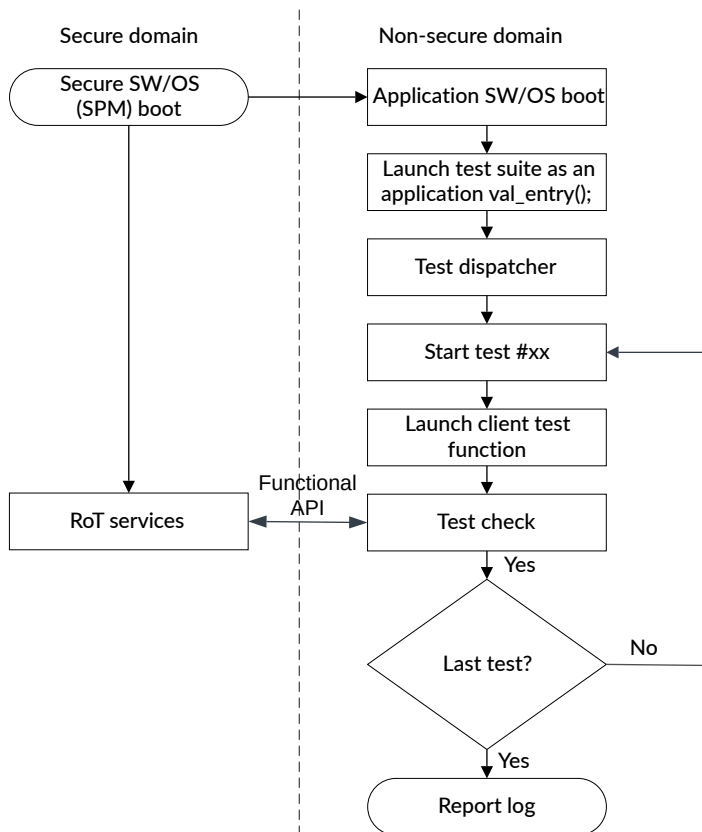 Secure domain
Non-secure domain
Secure SW/OS
(SPM) boot
Application SW/OS boot
Launch test suite as an
application val_entry();
Test dispatcher
Start test #xx
Launch client test
function
Functional
API
RoT services
Test check
Yes
Last test?
No
Yes
Report log